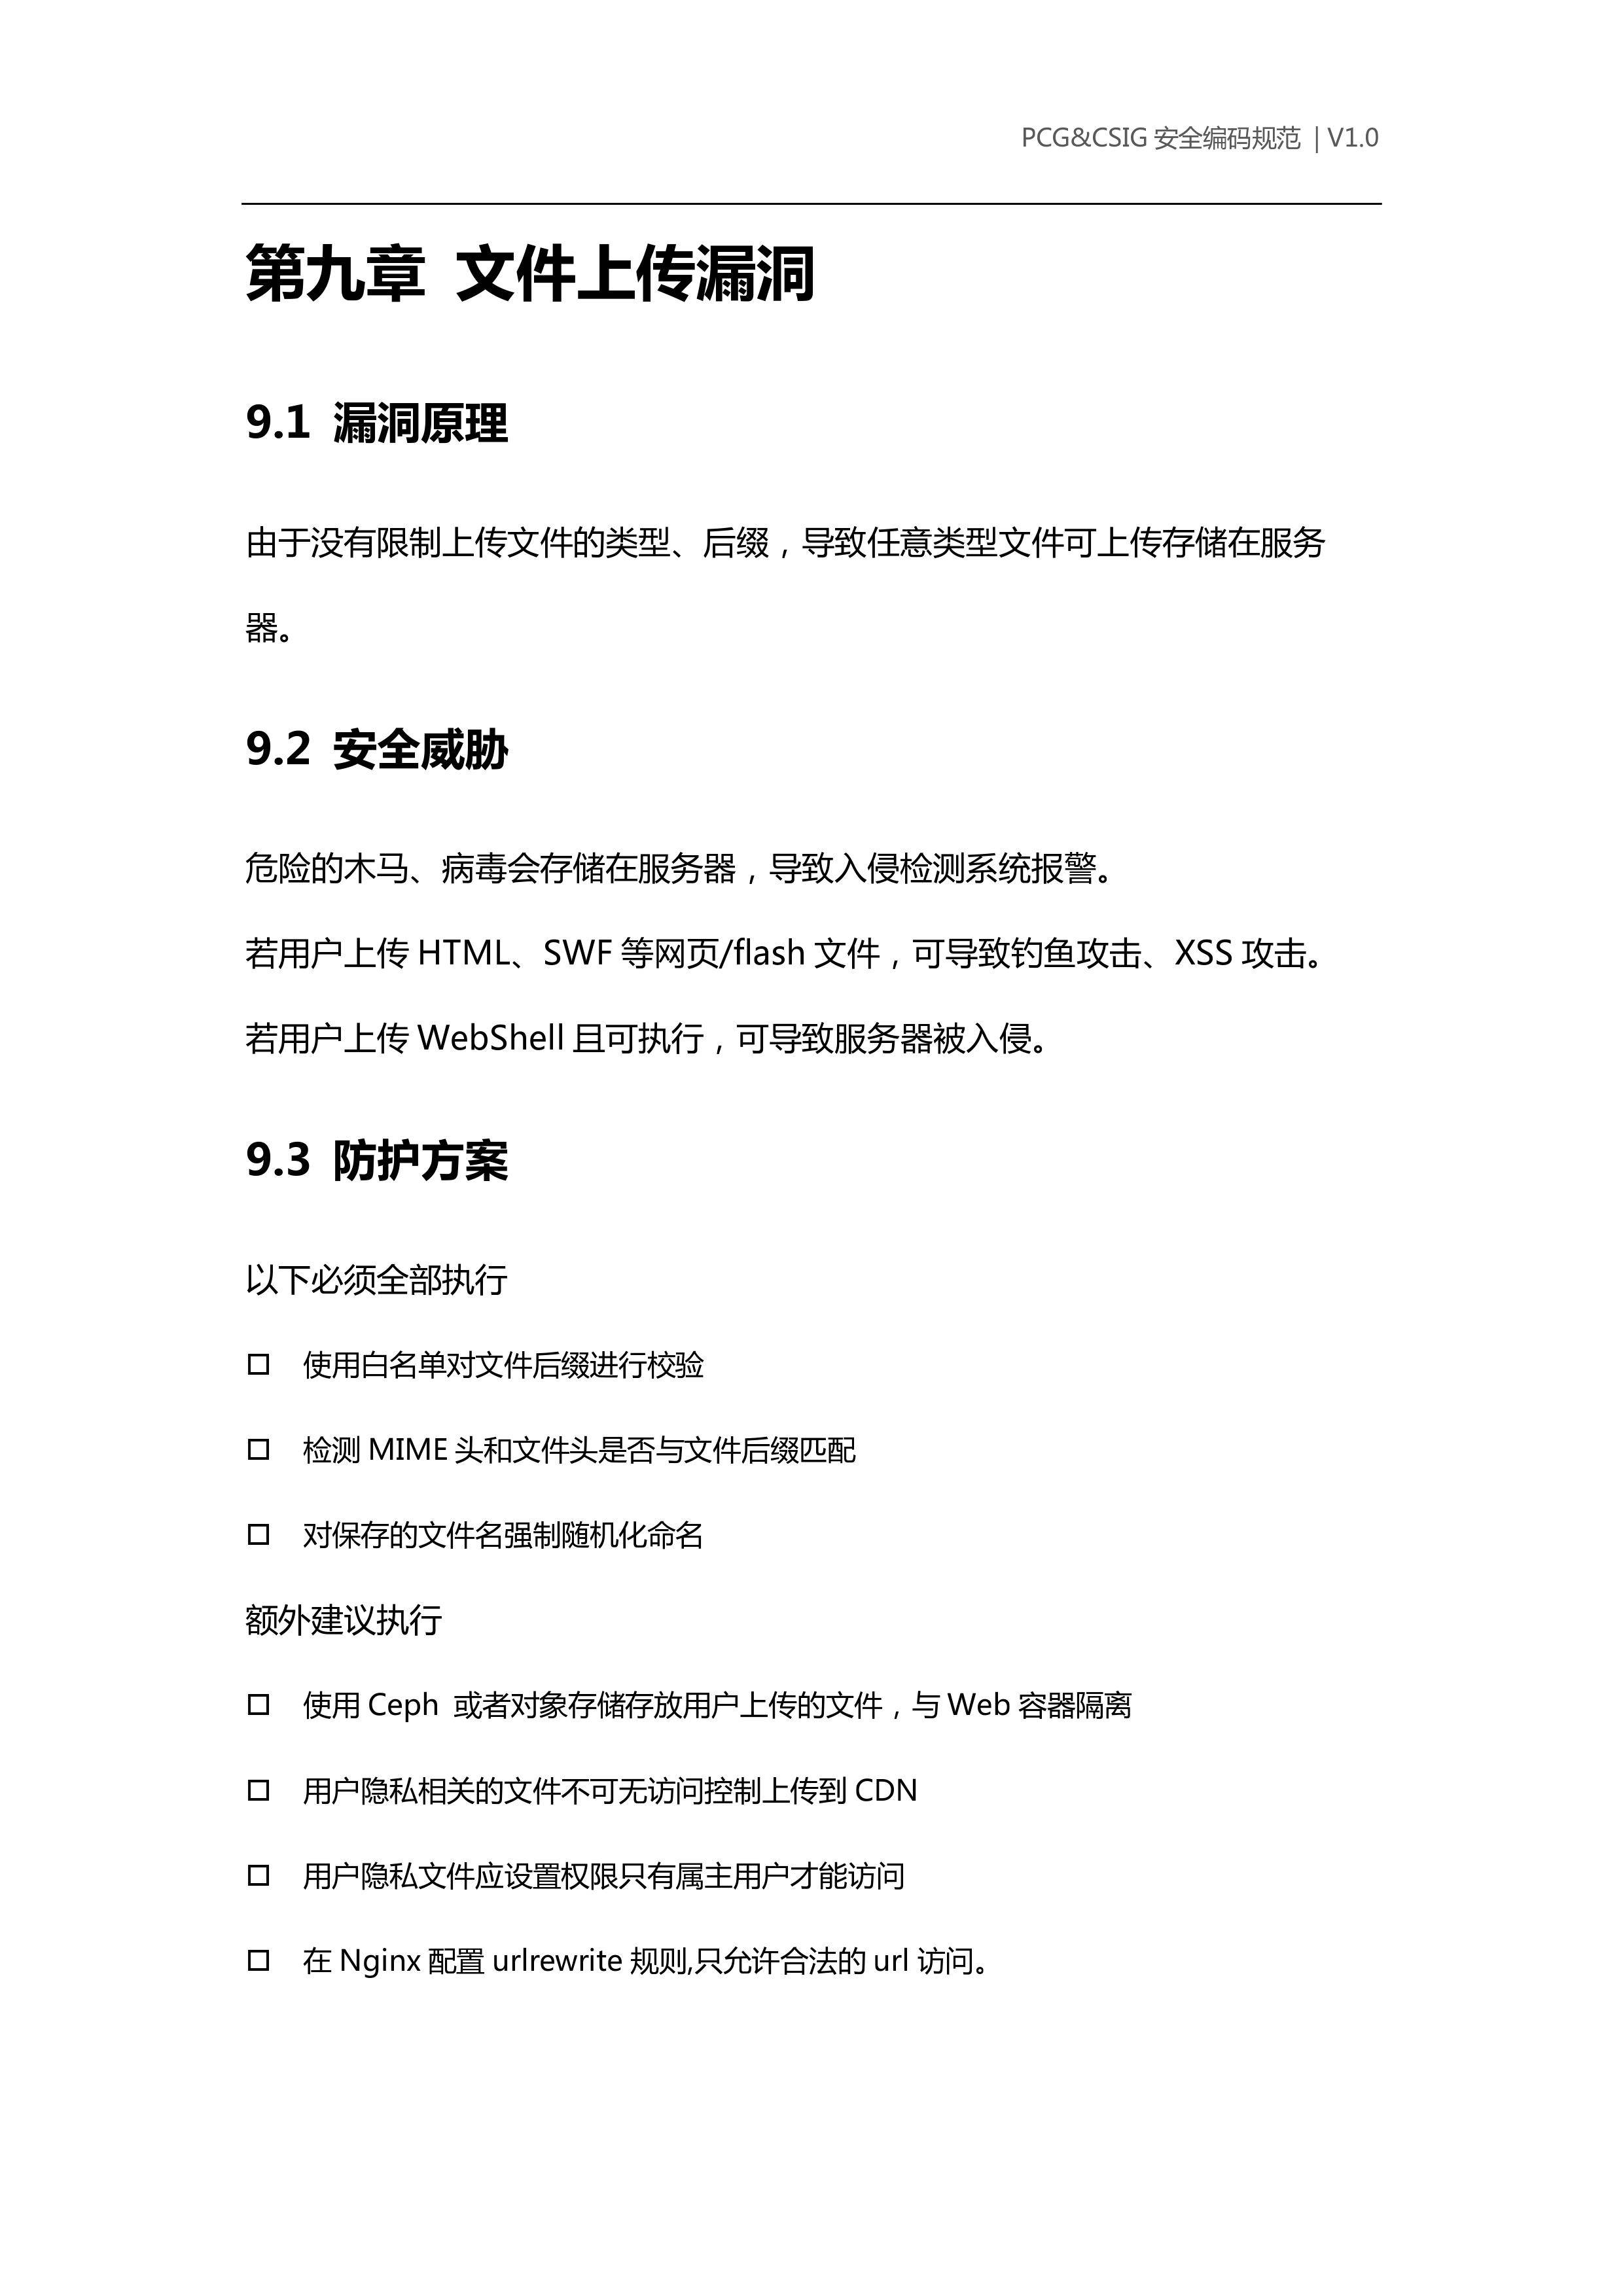 PCG&CSIG 安全编码规范 | V1.0
第九章 文件上传漏洞
9.1 漏洞原理
由于没有限制上传文件的类型、后缀，导致任意类型文件可上传存储在服务
器。
9.2 安全威胁
危险的木马、病毒会存储在服务器，导致入侵检测系统报警。
若用户上传 HTML、SWF 等网页/flash 文件，可导致钓鱼攻击、XSS 攻击。
若用户上传 WebShell 且可执行，可导致服务器被入侵。
9.3 防护方案
以下必须全部执行
□ 使用白名单对文件后缀进行校验
□ 检测 MIME 头和文件头是否与文件后缀匹配
□ 对保存的文件名强制随机化命名
额外建议执行
□ 使用 Ceph 或者对象存储存放用户上传的文件，与 Web 容器隔离
□ 用户隐私相关的文件不可无访问控制上传到 CDN
□ 用户隐私文件应设置权限只有属主用户才能访问
□ 在 Nginx 配置 urlrewrite 规则,只允许合法的 url 访问。